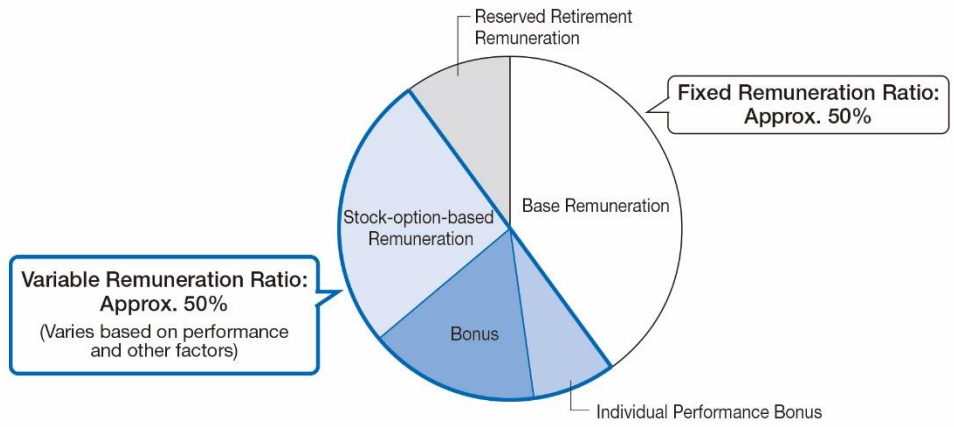 Reserved Retirement
Remuneration
Fixed Remuneration Ratio:
Approx. 50%
Base Remuneration
Stock-option-based
Remuneration
Variable Remuneration Ratio:
Approx. 50%
(Varies based on performance
and other factors)
Bonus
Individual Performance Bonus